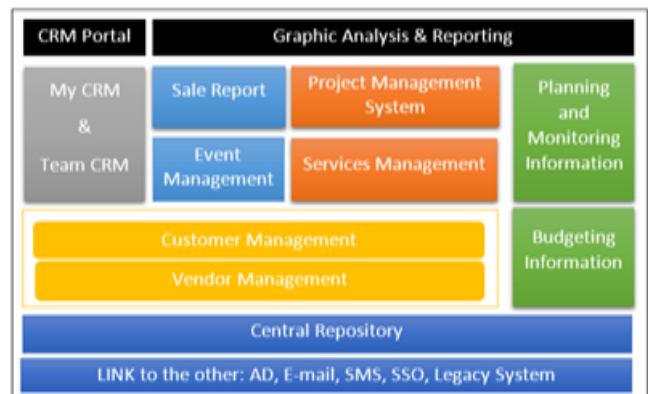 CRM Portal
Graphic Analysis & Reporting
My CRM
&
Team CRM
Sale Report
Project Management
System
Planning
and
Monitoring
Information
Event
Management
Services Management
Customer Management
Vendor Management
Budgeting
Information
Central Repository
LINK to the other: AD, E-mail, SMS, SSO, Legacy System